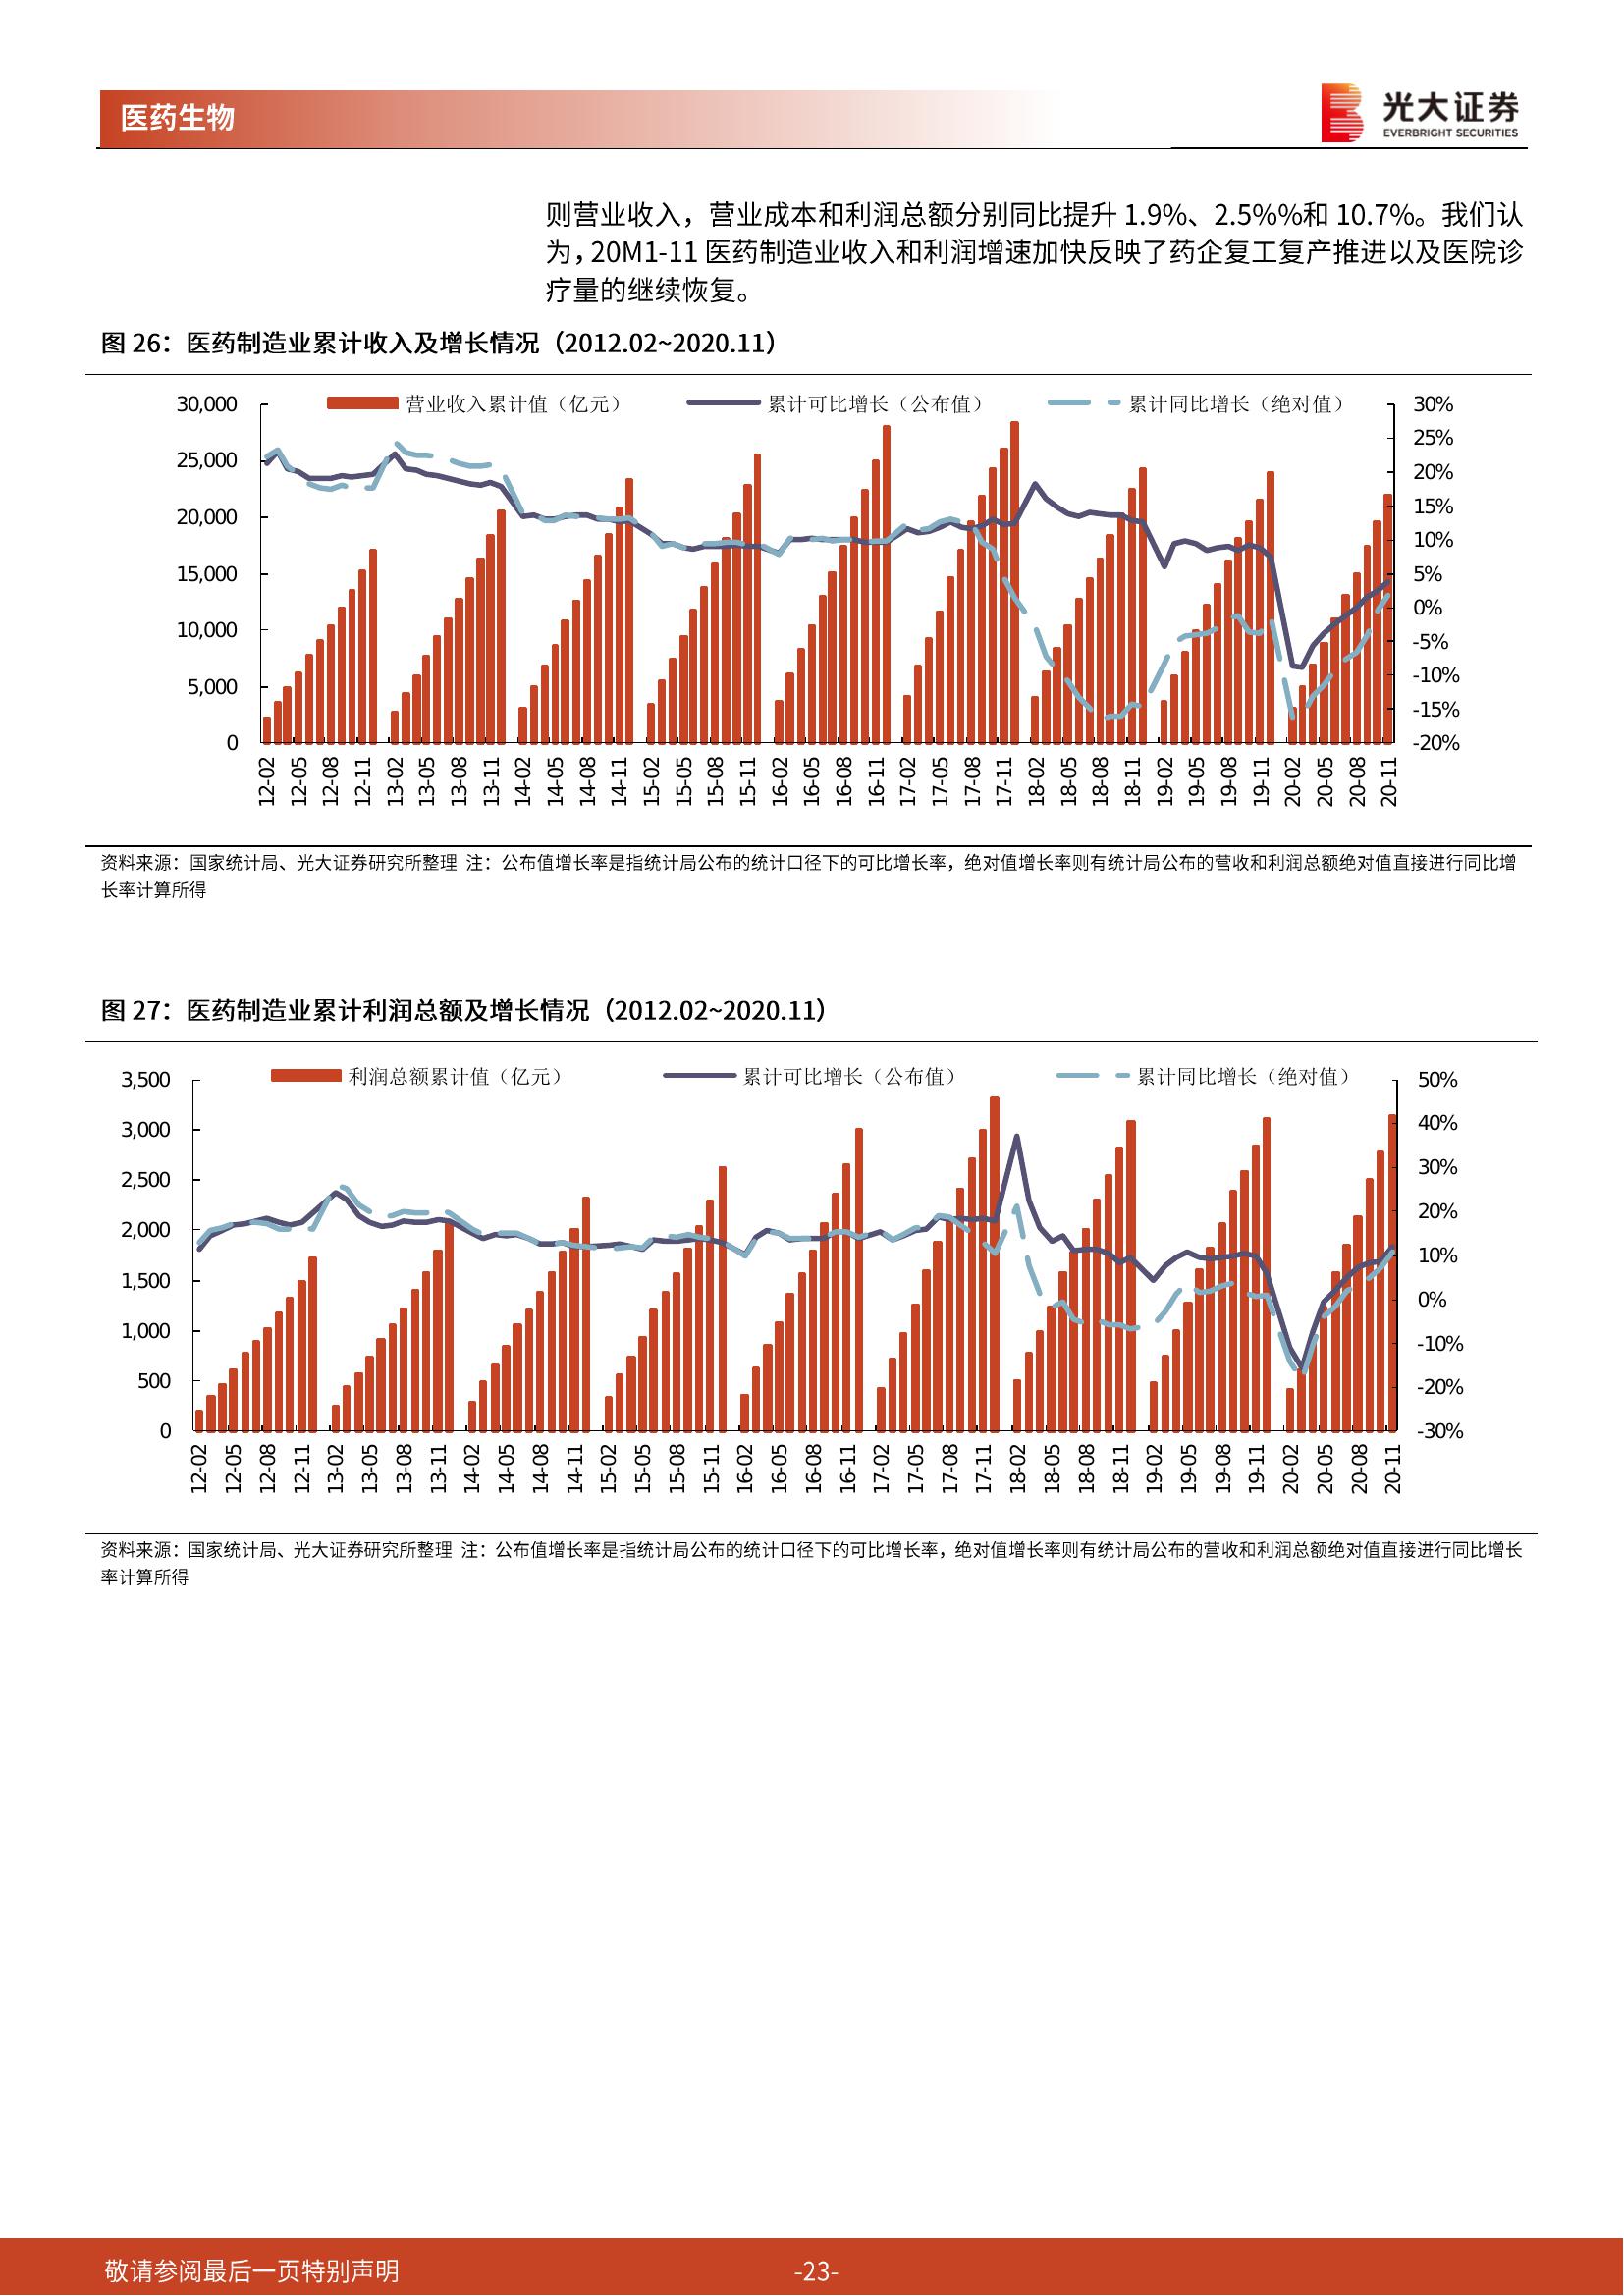 医药生物
光大证券
EVERBRIGHT SECURITIES
则营业收入，营业成本和利润总额分别同比提升 1.9%、2.5%%和 10.7%。我们认
为，20M1-11 医药制造业收入和利润增速加快反映了药企复工复产推进以及医院诊
疗量的继续恢复。
图 26：医药制造业累计收入及增长情况（2012.02~2020.11）
营业收入累计值（亿元） 累计可比增长（公布值） 累计同比增长（绝对值）
30,000 30%
25%
25,000
20%
20,000 15%
10%
15,000 5%
0%
10,000
-5%
5,000 -10%
-15%
0 -20%
12-02 12-05 12-08 12-11 13-02 13-05 13-08 13-11 14-02 14-05 14-08 14-11 15-02 15-05 15-08 15-11 16-02 16-05 16-08 16-11 17-02 17-05 17-08 17-11 18-02 18-05 18-08 18-11 19-02 19-05 19-08 19-11 20-02 20-05 20-08 20-11
资料来源：国家统计局、光大证券研究所整理 注：公布值增长率是指统计局公布的统计口径下的可比增长率，绝对值增长率则有统计局公布的营收和利润总额绝对值直接进行同比增
长率计算所得
图 27：医药制造业累计利润总额及增长情况（2012.02~2020.11）
利润总额累计值（亿元） 累计可比增长（公布值） 累计同比增长（绝对值）
3,500 50%
3,000 40%
2,500 30%
2,000 20%
1,500 10%
0%
1,000 -10%
500 -20%
0 -30%
12-02 12-05 12-08 12-11 13-02 13-05 13-08 13-11 14-02 14-05 14-08 14-11 15-02 15-05 15-08 15-11 16-02 16-05 16-08 16-11 17-02 17-05 17-08 17-11 18-02 18-05 18-08 18-11 19-02 19-05 19-08 19-11 20-02 20-05 20-08 20-11
资料来源：国家统计局、光大证券研究所整理 注：公布值增长率是指统计局公布的统计口径下的可比增长率，绝对值增长率则有统计局公布的营收和利润总额绝对值直接进行同比增长
率计算所得
敬请参阅最后一页特别声明 -23-